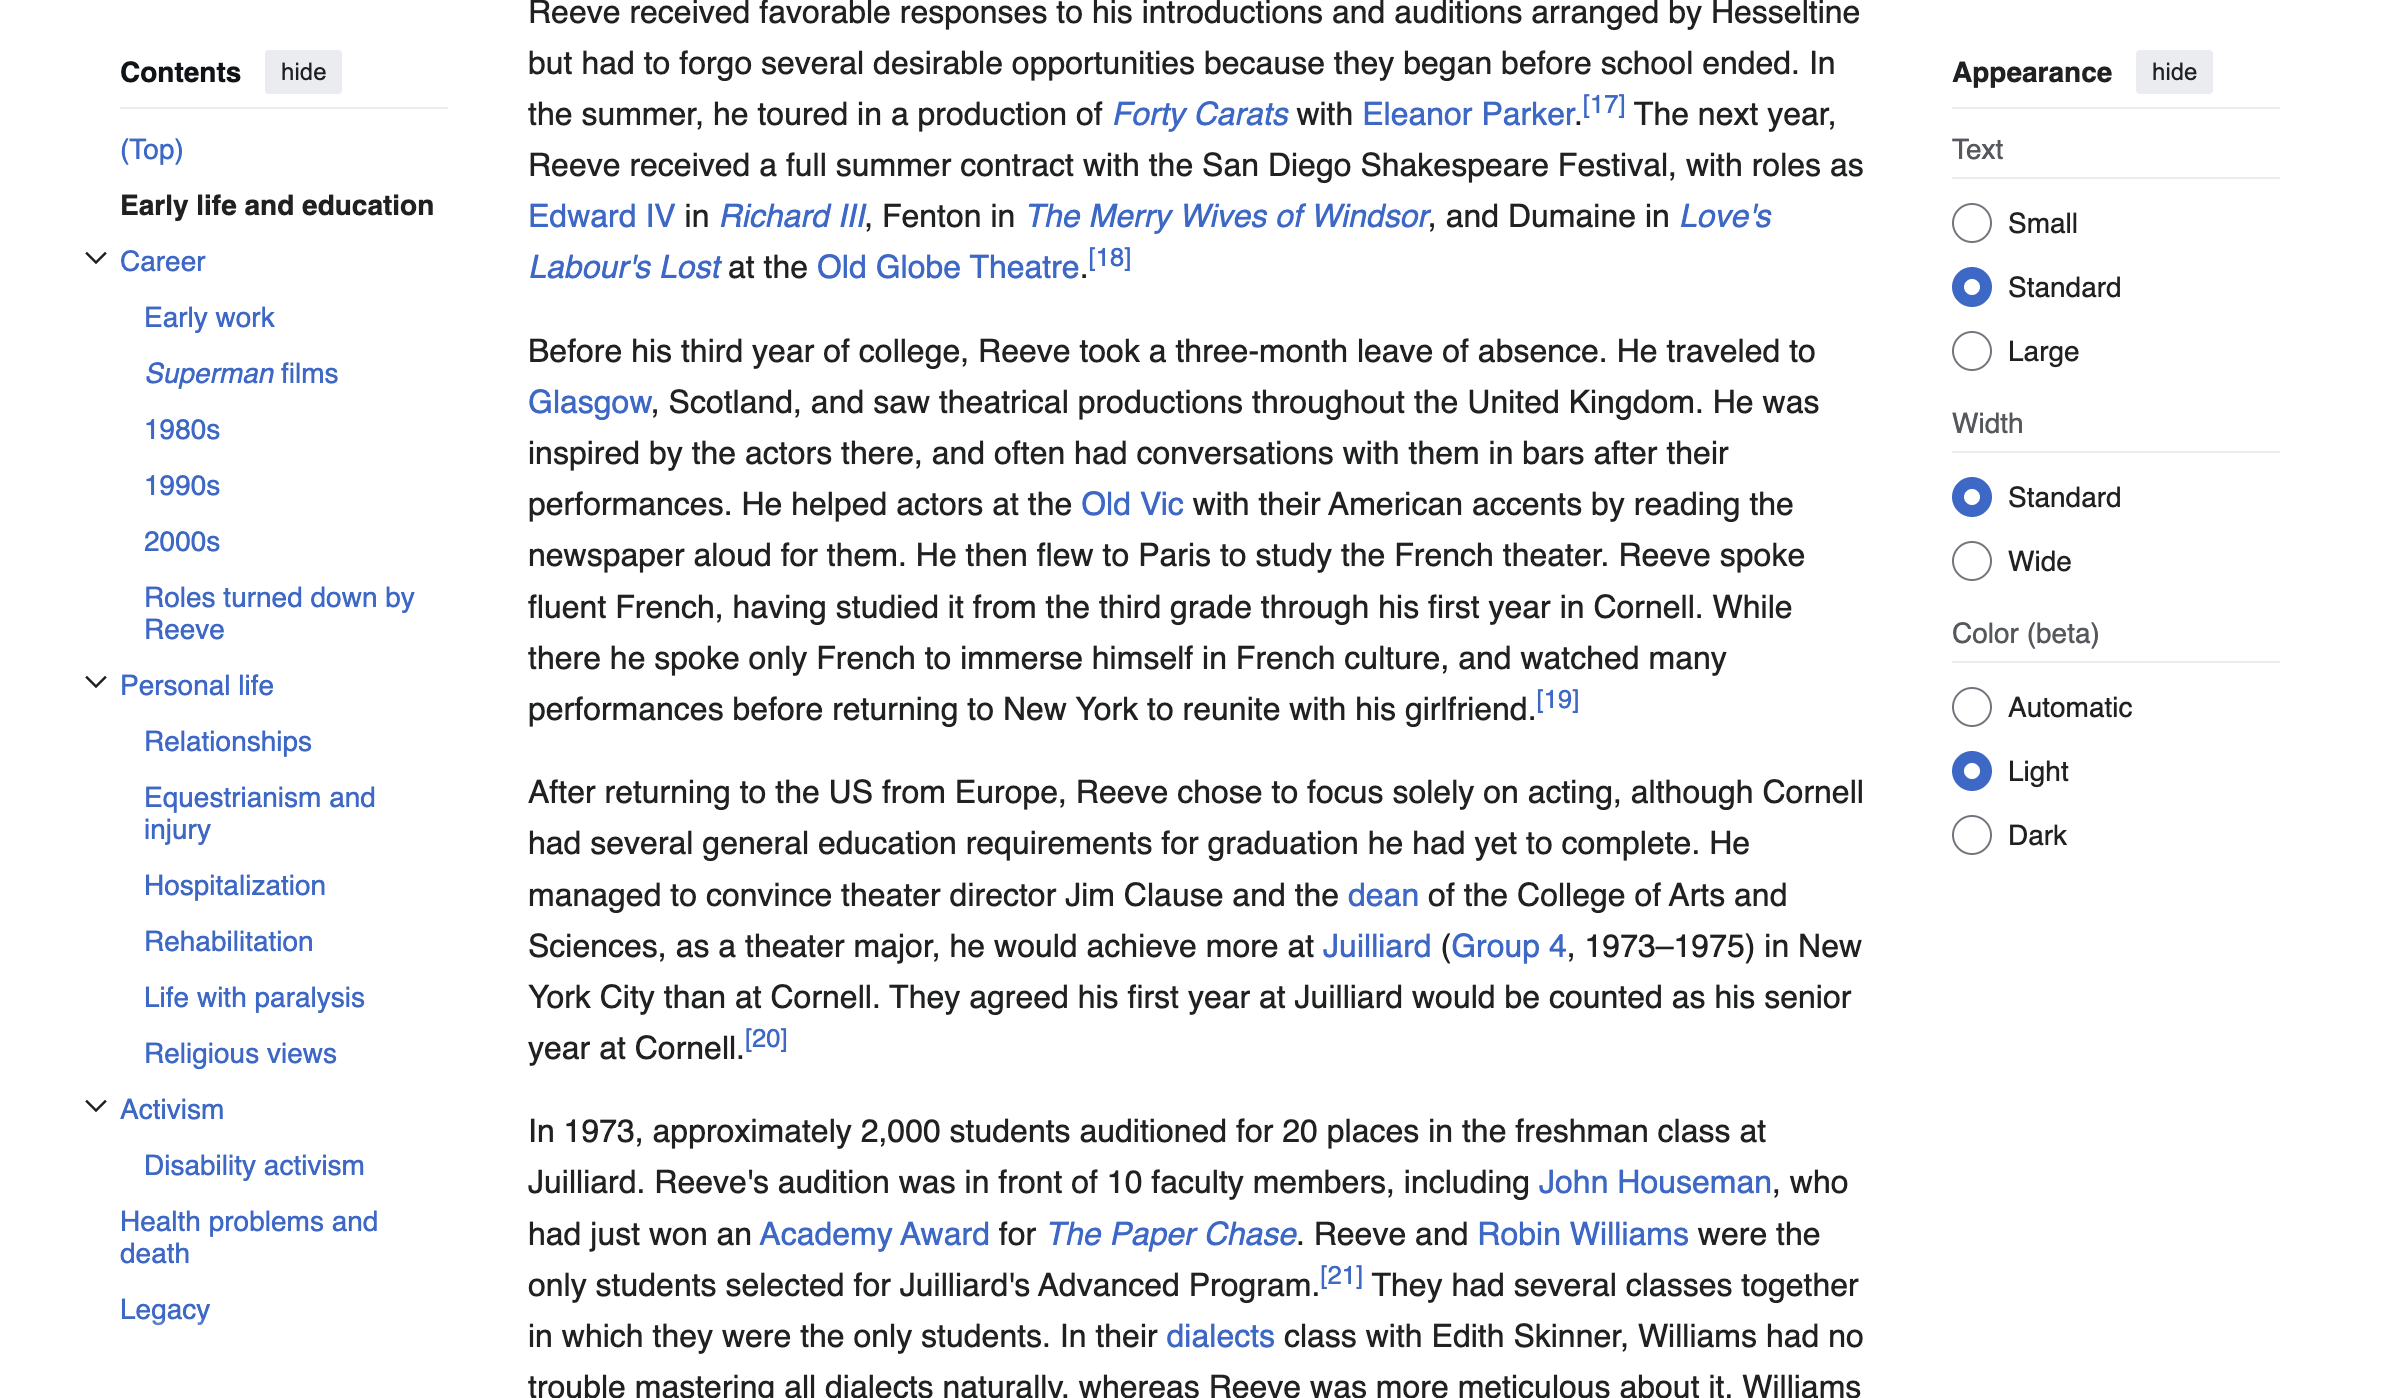 Contents hide
(Top)
Early life and education
Career
Early work
Superman films
1980s
1990s
2000s
Roles turned down by
Reeve
Personal life
Relationships
Equestrianism and
injury
Hospitalization
Rehabilitation
Life with paralysis
Religious views
Activism
Disability activism
Health problems and
death
Legacy
Reeve received favorable responses to his introductions and auditions arranged by Hesseltine
but had to forgo several desirable opportunities because they began before school ended. In
the summer, he toured in a production of Forty Carats with Eleanor Parker.[17] The next year,
Reeve received a full summer contract with the San Diego Shakespeare Festival, with roles as
Edward IV in Richard III, Fenton in The Merry Wives of Windsor, and Dumaine in Love's
Labour's Lost at the Old Globe Theatre.[18]
Before his third year of college, Reeve took a three-month leave of absence. He traveled to
Glasgow, Scotland, and saw theatrical productions throughout the United Kingdom. He was
inspired by the actors there, and often had conversations with them in bars after their
performances. He helped actors at the Old Vic with their American accents by reading the
newspaper aloud for them. He then flew to Paris to study the French theater. Reeve spoke
fluent French, having studied it from the third grade through his first year in Cornell. While
there he spoke only French to immerse himself in French culture, and watched many
performances before returning to New York to reunite with his girlfriend.[19]
After returning to the US from Europe, Reeve chose to focus solely on acting, although Cornell
had several general education requirements for graduation he had yet to complete. He
managed to convince theater director Jim Clause and the dean of the College of Arts and
Sciences, as a theater major, he would achieve more at Juilliard (Group 4, 1973–1975) in New
York City than at Cornell. They agreed his first year at Juilliard would be counted as his senior
year at Cornell.[20]
In 1973, approximately 2,000 students auditioned for 20 places in the freshman class at
Juilliard. Reeve's audition was in front of 10 faculty members, including John Houseman, who
had just won an Academy Award for The Paper Chase. Reeve and Robin Williams were the
only students selected for Juilliard's Advanced Program.[21] They had several classes together
in which they were the only students. In their dialects class with Edith Skinner, Williams had no
trouble mastering all dialects naturally, whereas Reeve was more meticulous about it. Williams
Appearance hide
Text
Small
Standard
Large
Width
Standard
Wide
Color (beta)
Automatic
Light
Dark